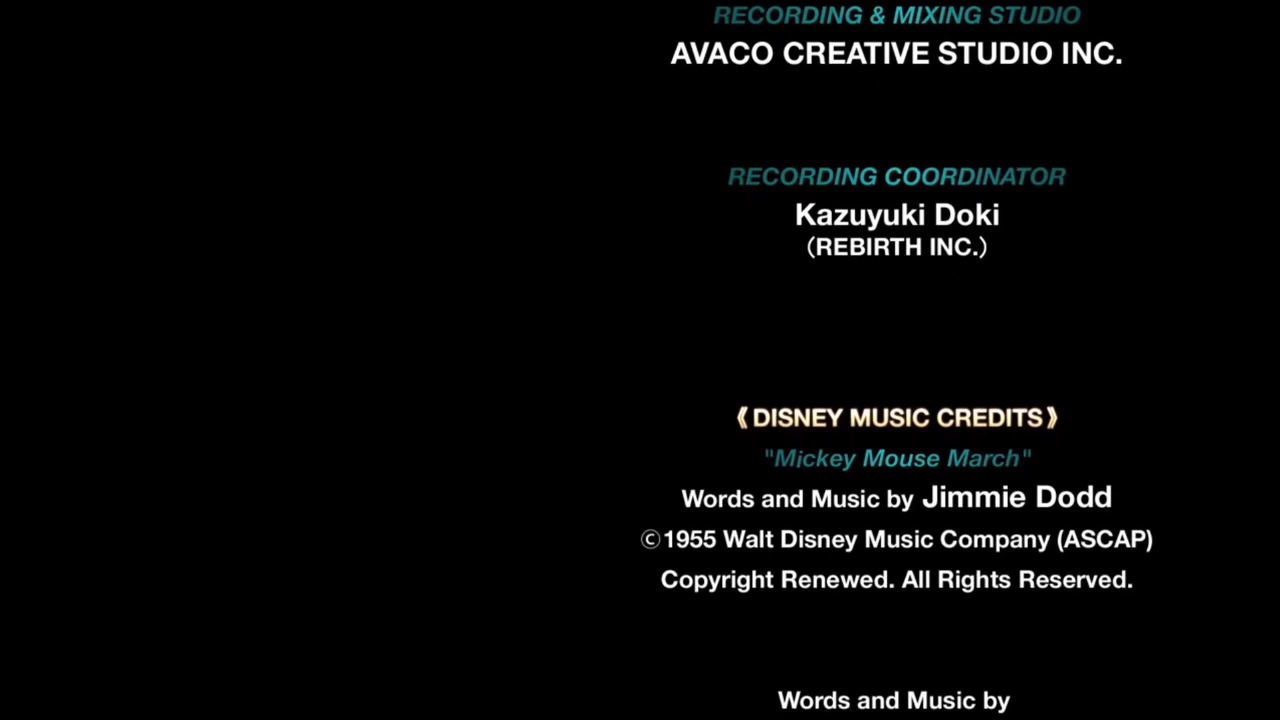 RECORDING & MIXING STUDIO
AVACO CREATIVE STUDIO INC.
RECORDING COORDINATOR
Kazuyuki Doki
（REBIRTH INC.）
《DISNEY MUSIC CREDITS》
"Mickey Mouse March"
Words and Music by Jimmie Dodd
©1955 Walt Disney Music Company (ASCAP)
Copyright Renewed. All Rights Reserved.
Words and Music by